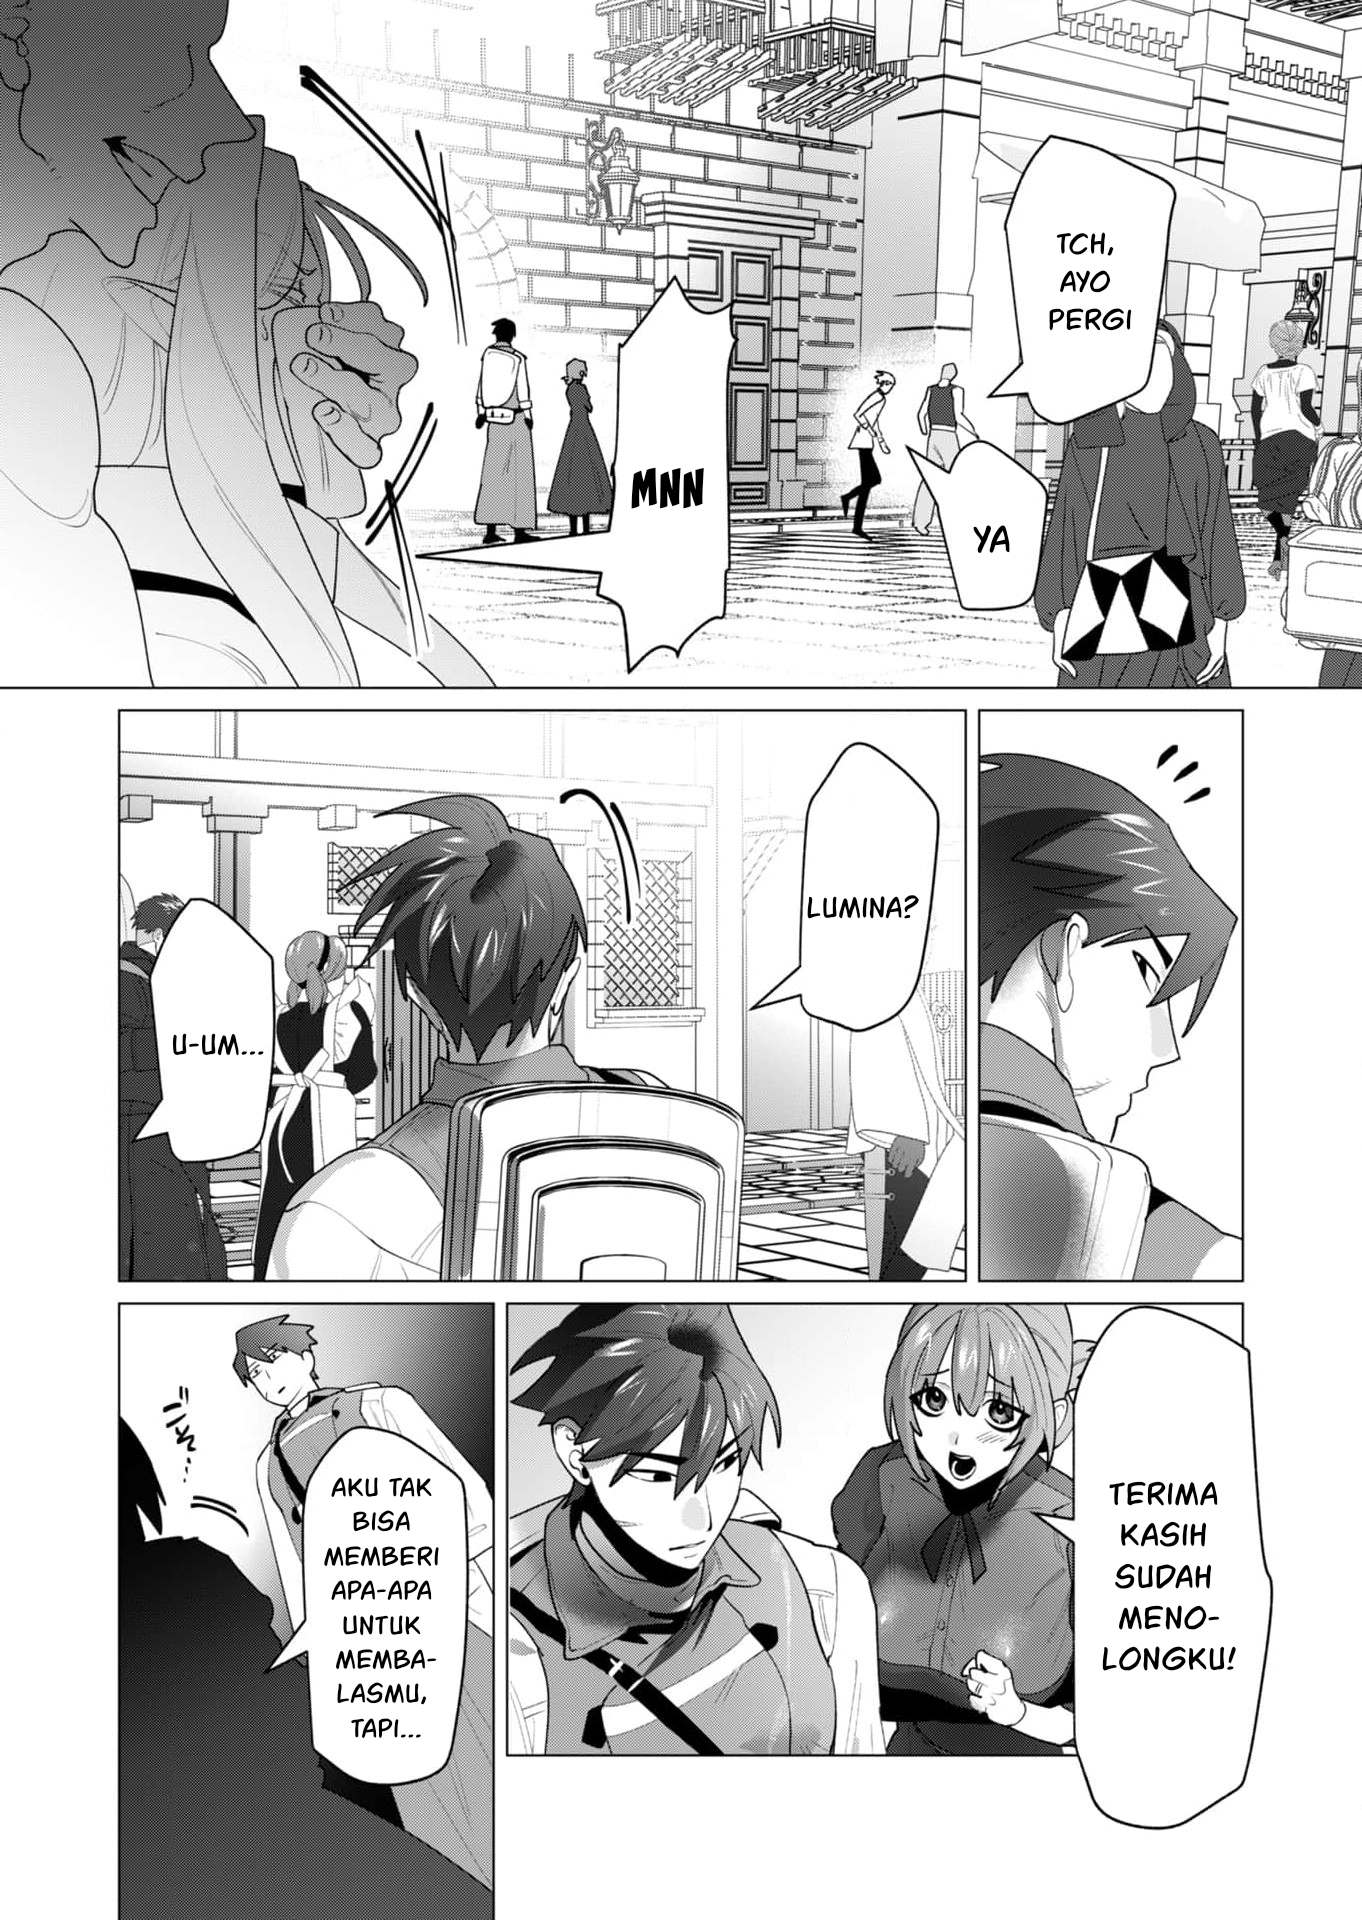 TCH,
AYO
PERGI
YA
MNN
LUMINA?
U-UM...
TERIMA
KASIH
SUDAH
MENO-
LONGKU!
AKU TAK
BISA
MEMBERI
APA-APA
UNTUK
MEMBA-
LASMU,
TAPI...